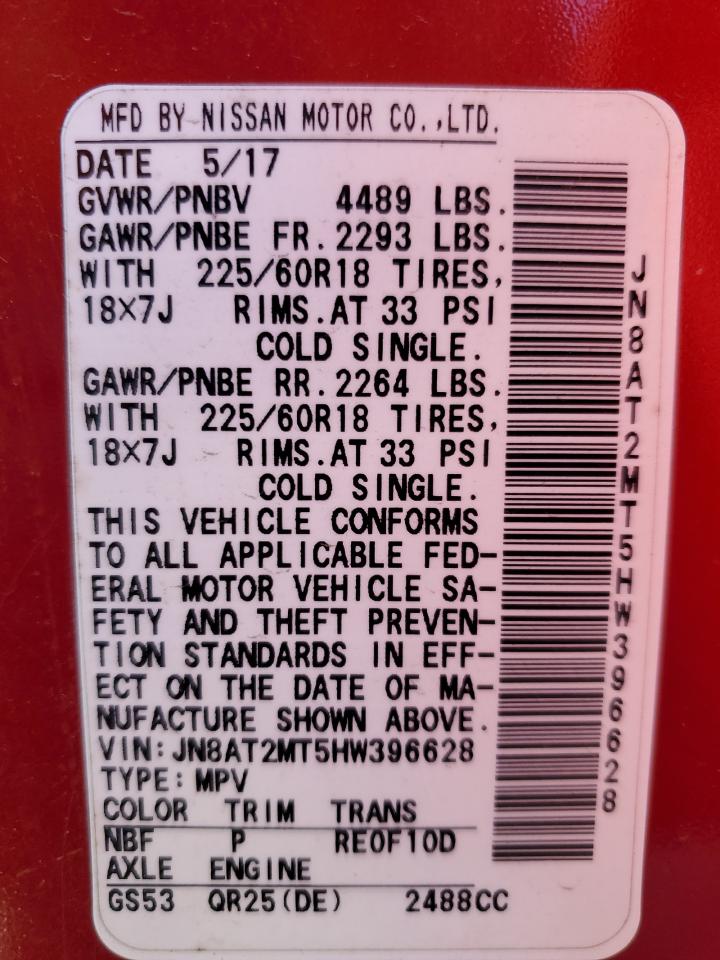 MFD BY NISSAN MOTOR CO.,LTD.
DATE 5/17
GVWR/PNBV 4489 LBS.
GAWR/PNBE FR.2293 LBS.
WITH 225/60R18 TIRES,
18×7J RIMS.AT 33 PSI
COLD SINGLE.
GAWR/PNBE RR.2264 LBS.
WITH 225/60R18 TIRES,
18×7J RIMS.AT 33 PSI
COLD SINGLE.
THIS VEHICLE CONFORMS
TO ALL APPLICABLE FED-
ERAL MOTOR VEHICLE SA-
FETY AND THEFT PREVEN-
TION STANDARDS IN EFF-
ECT ON THE DATE OF MA-
NUFACTURE SHOWN ABOVE.
VIN:JN8AT2MT5HW396628
TYPE:MPV
COLOR TRIM TRANS
NBF P RE0F10D
AXLE ENGINE
GS53 QR25(DE) 2488CC
JN8AT2MT5HW396628